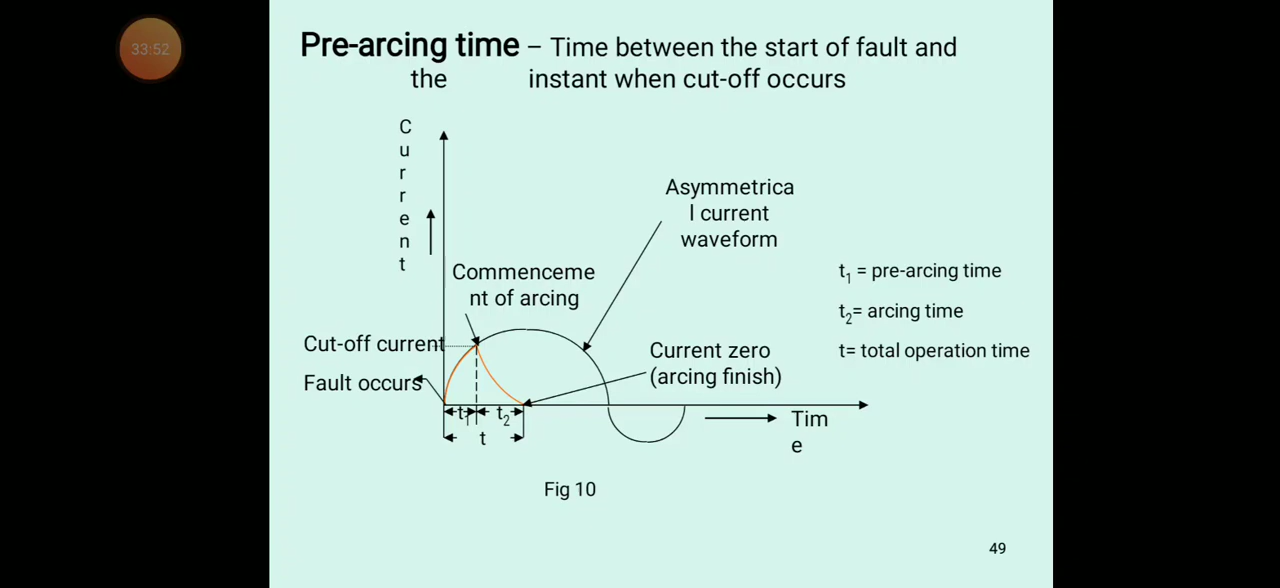 33:52
Pre-arcing time – Time between the start of fault and
the instant when cut-off occurs
C
u
r
r
e
n
t
Asymmetrica
l current
waveform
Commenceme
nt of arcing
t1 = pre-arcing time
t2= arcing time
t= total operation time
Cut-off current
Current zero
(arcing finish)
Fault occurs
t1 t2
t
Tim
e
Fig 10
49